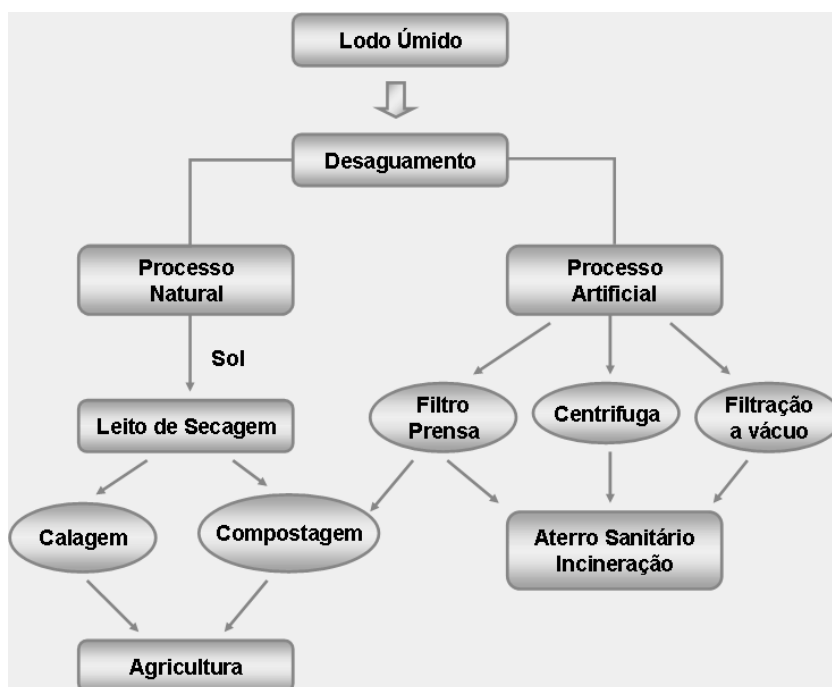 Lodo Úmido
Desaguamento
Processo
Natural
Processo
Artificial
Sol
Leito de Secagem
Filtro
Prensa
Centrifuga
Filtração
a vácuo
Calagem
Compostagem
Aterro Sanitário
Incineração
Agricultura